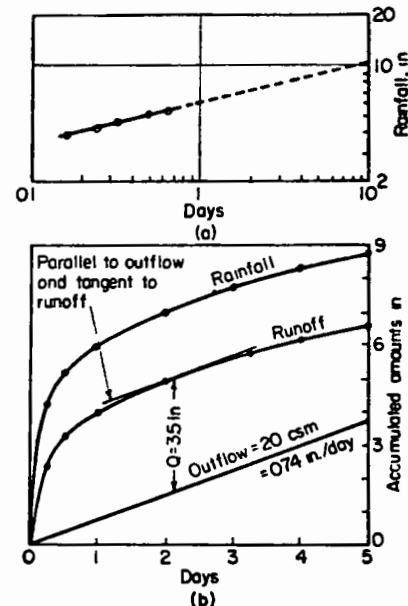 20
10
Rainfall, in
2
01 1 10
Days
(a)
Parallel to outflow
ond tangent to
runoff
Rainfall
Runoff
Q=35 in
Outflow = 20 csm
=074 in./day
9
6
3
0
Accumulated amounts in
0 1 2 3 4 5
Days
(b)